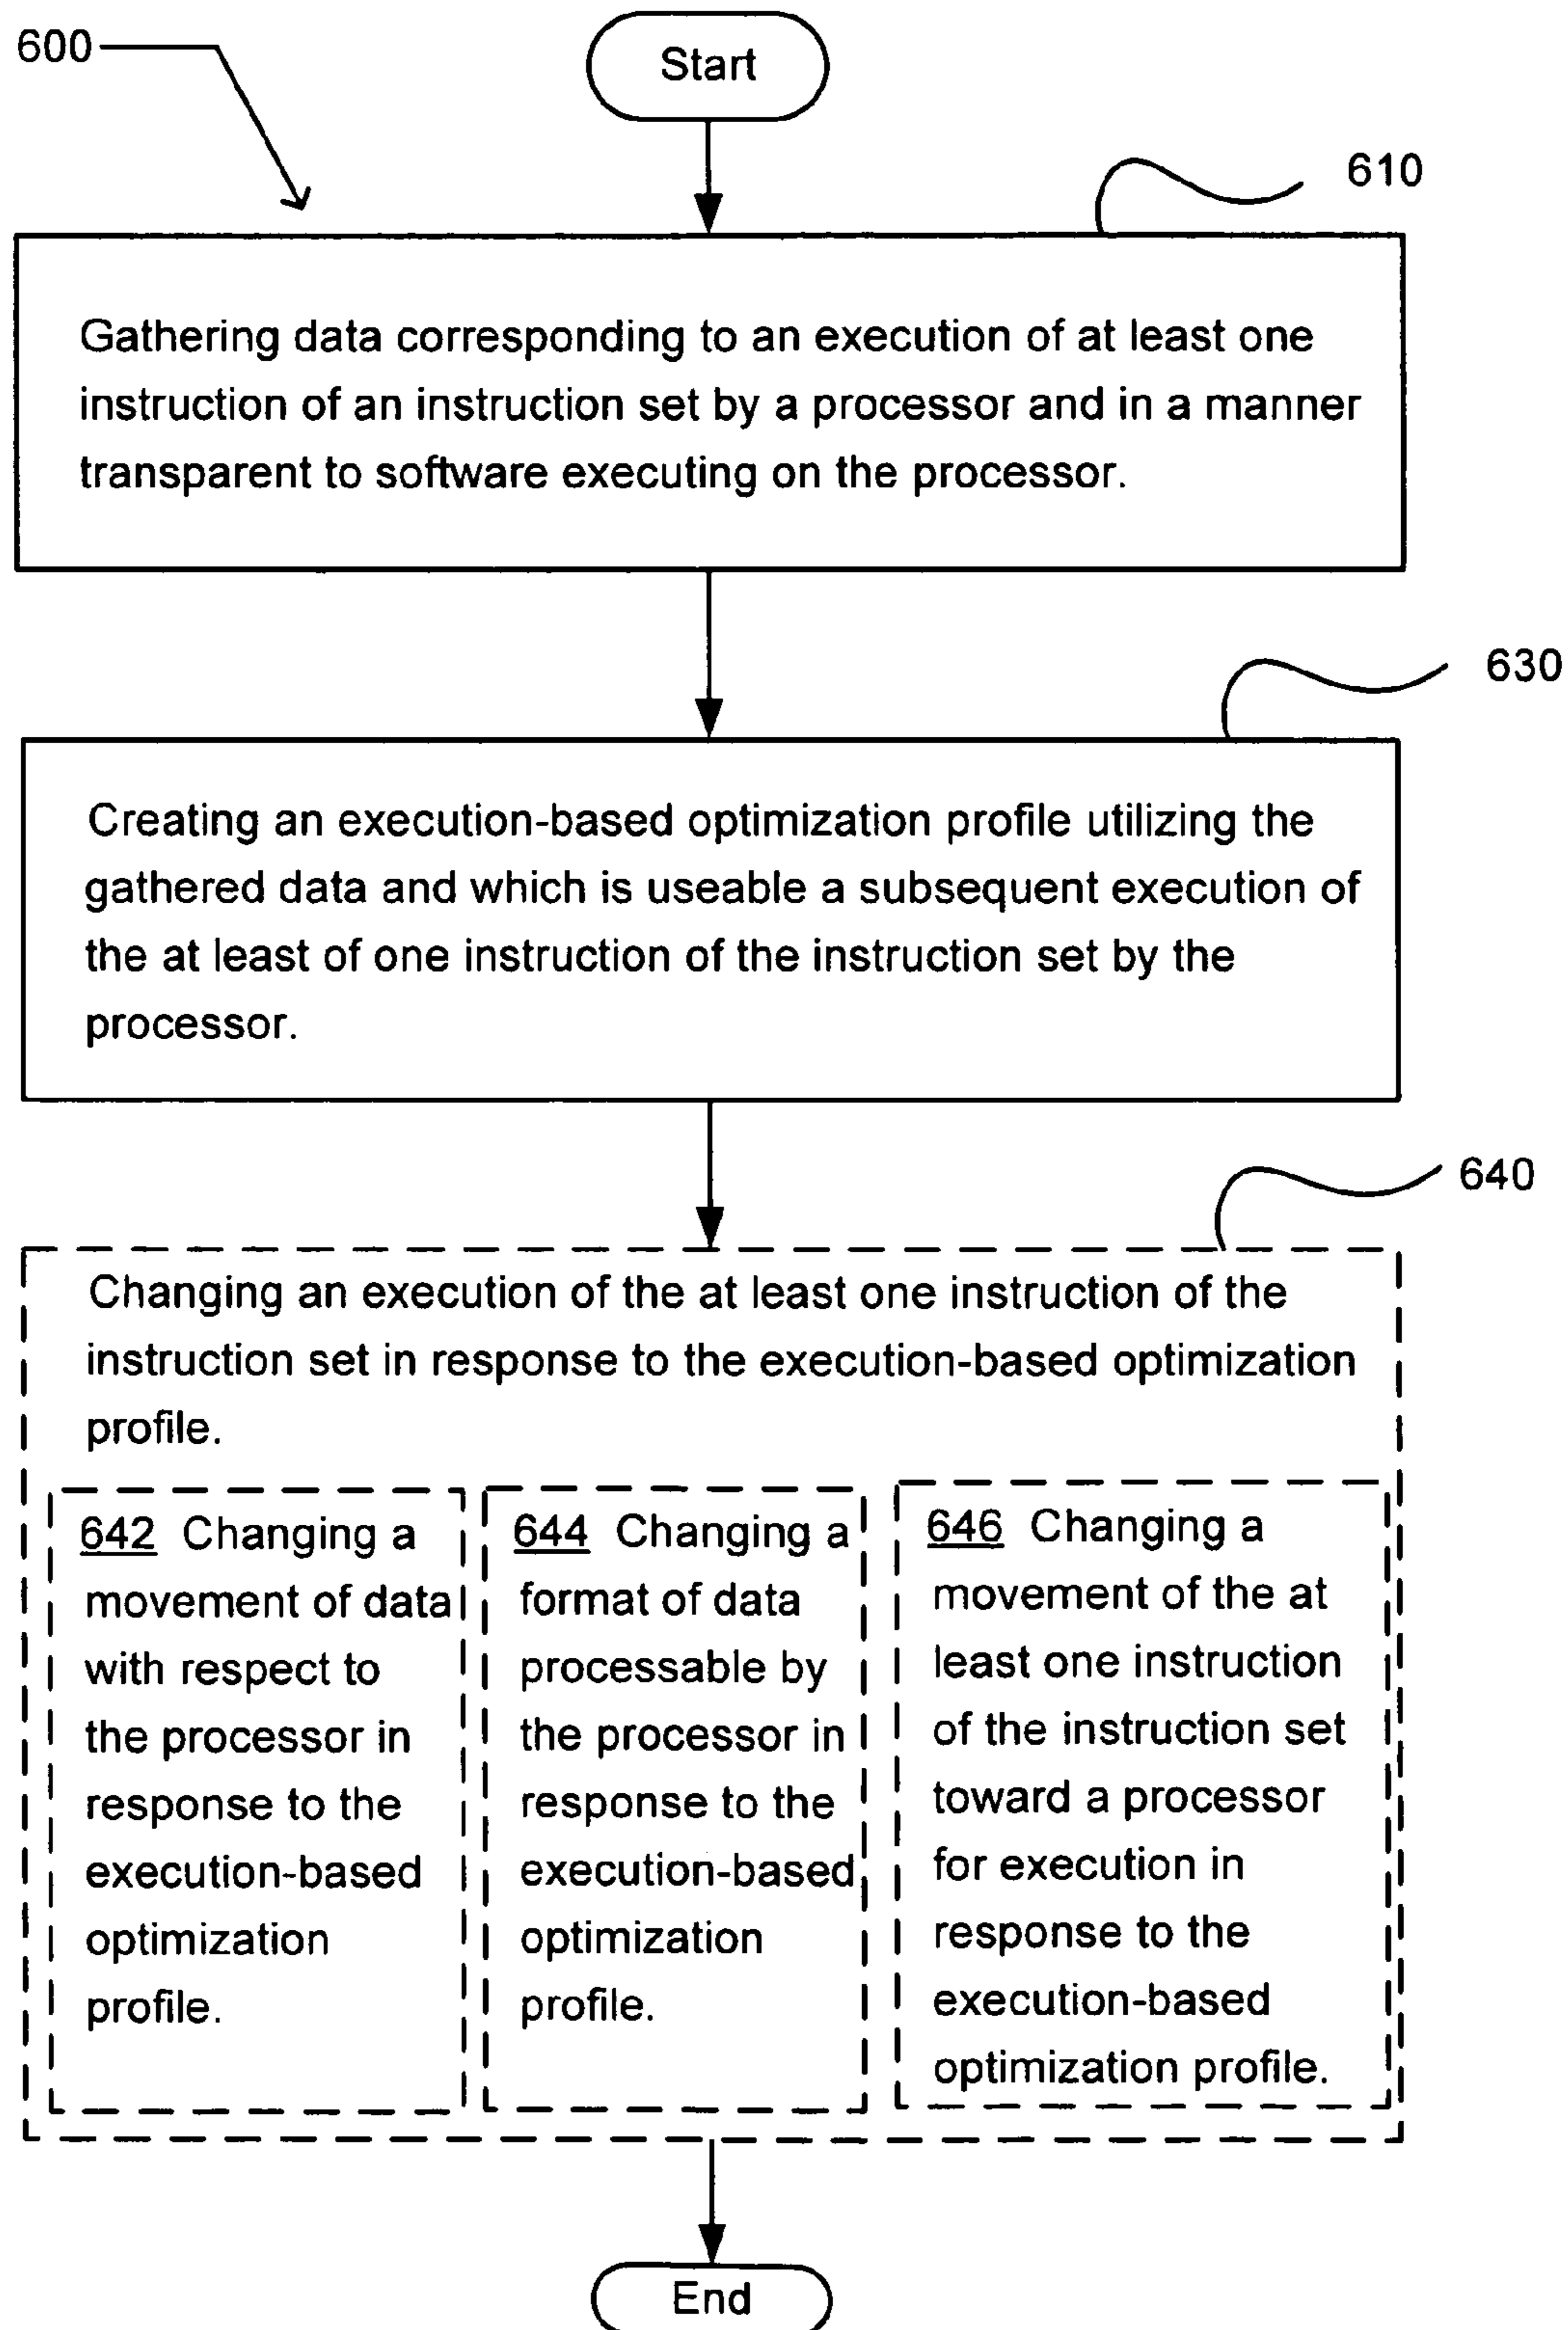 600
Start
610
Gathering data corresponding to an execution of at least one
instruction of an instruction set by a processor and in a manner
transparent to software executing on the processor.
630
Creating an execution-based optimization profile utilizing the
gathered data and which is useable a subsequent execution of
the at least of one instruction of the instruction set by the
processor.
640
Changing an execution of the at least one instruction of the
instruction set in response to the execution-based optimization
profile.
642 Changing a
movement of data
with respect to
the processor in
response to the
execution-based
optimization
profile.
644 Changing a
format of data
processable by
the processor in
response to the
execution-based
optimization
profile.
646 Changing a
movement of the at
least one instruction
of the instruction set
toward a processor
for execution in
response to the
execution-based
optimization profile.
End